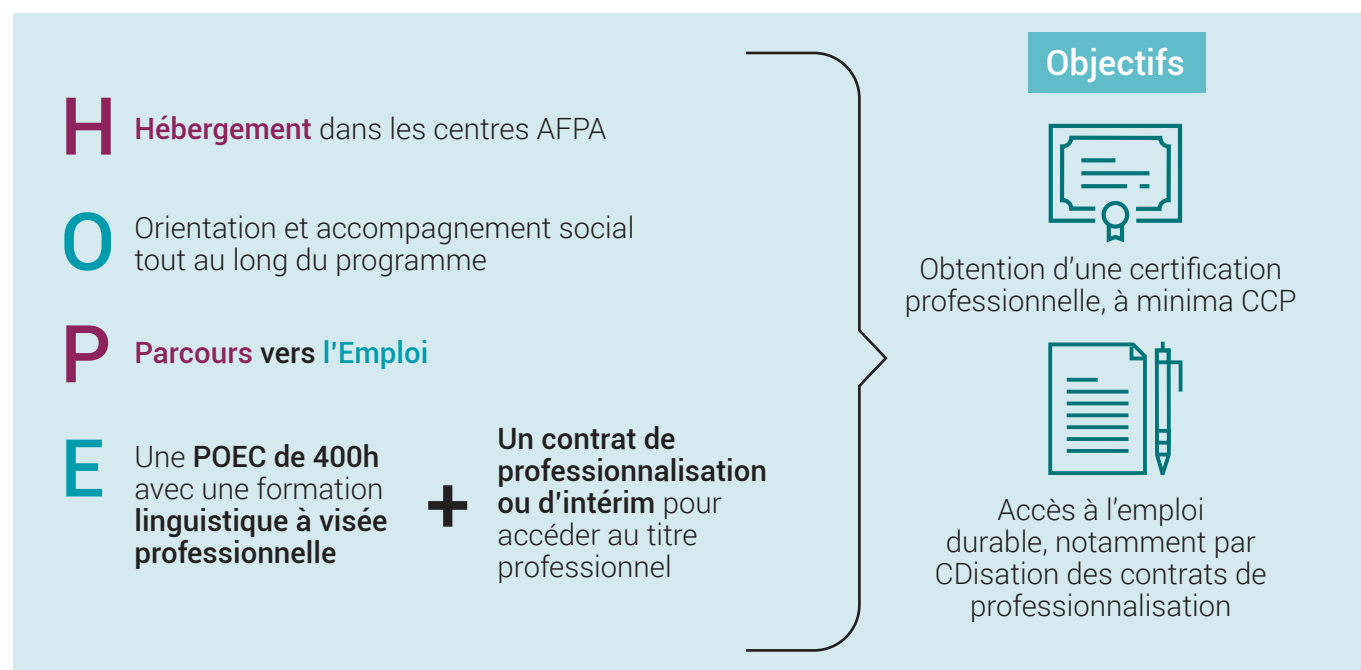 H Hébergement dans les centres AFPA
O Orientation et accompagnement social
tout au long du programme
P Parcours vers l'Emploi
E Une POEC de 400h
avec une formation
linguistique à visée
professionnelle
+
Un contrat de
professionnalisation
ou d'intérim pour
accéder au titre
professionnel
Objectifs
Obtention d'une certification
professionnelle, à minima CCP
Accès à l'emploi
durable, notamment par
CDisation des contrats de
professionnalisation